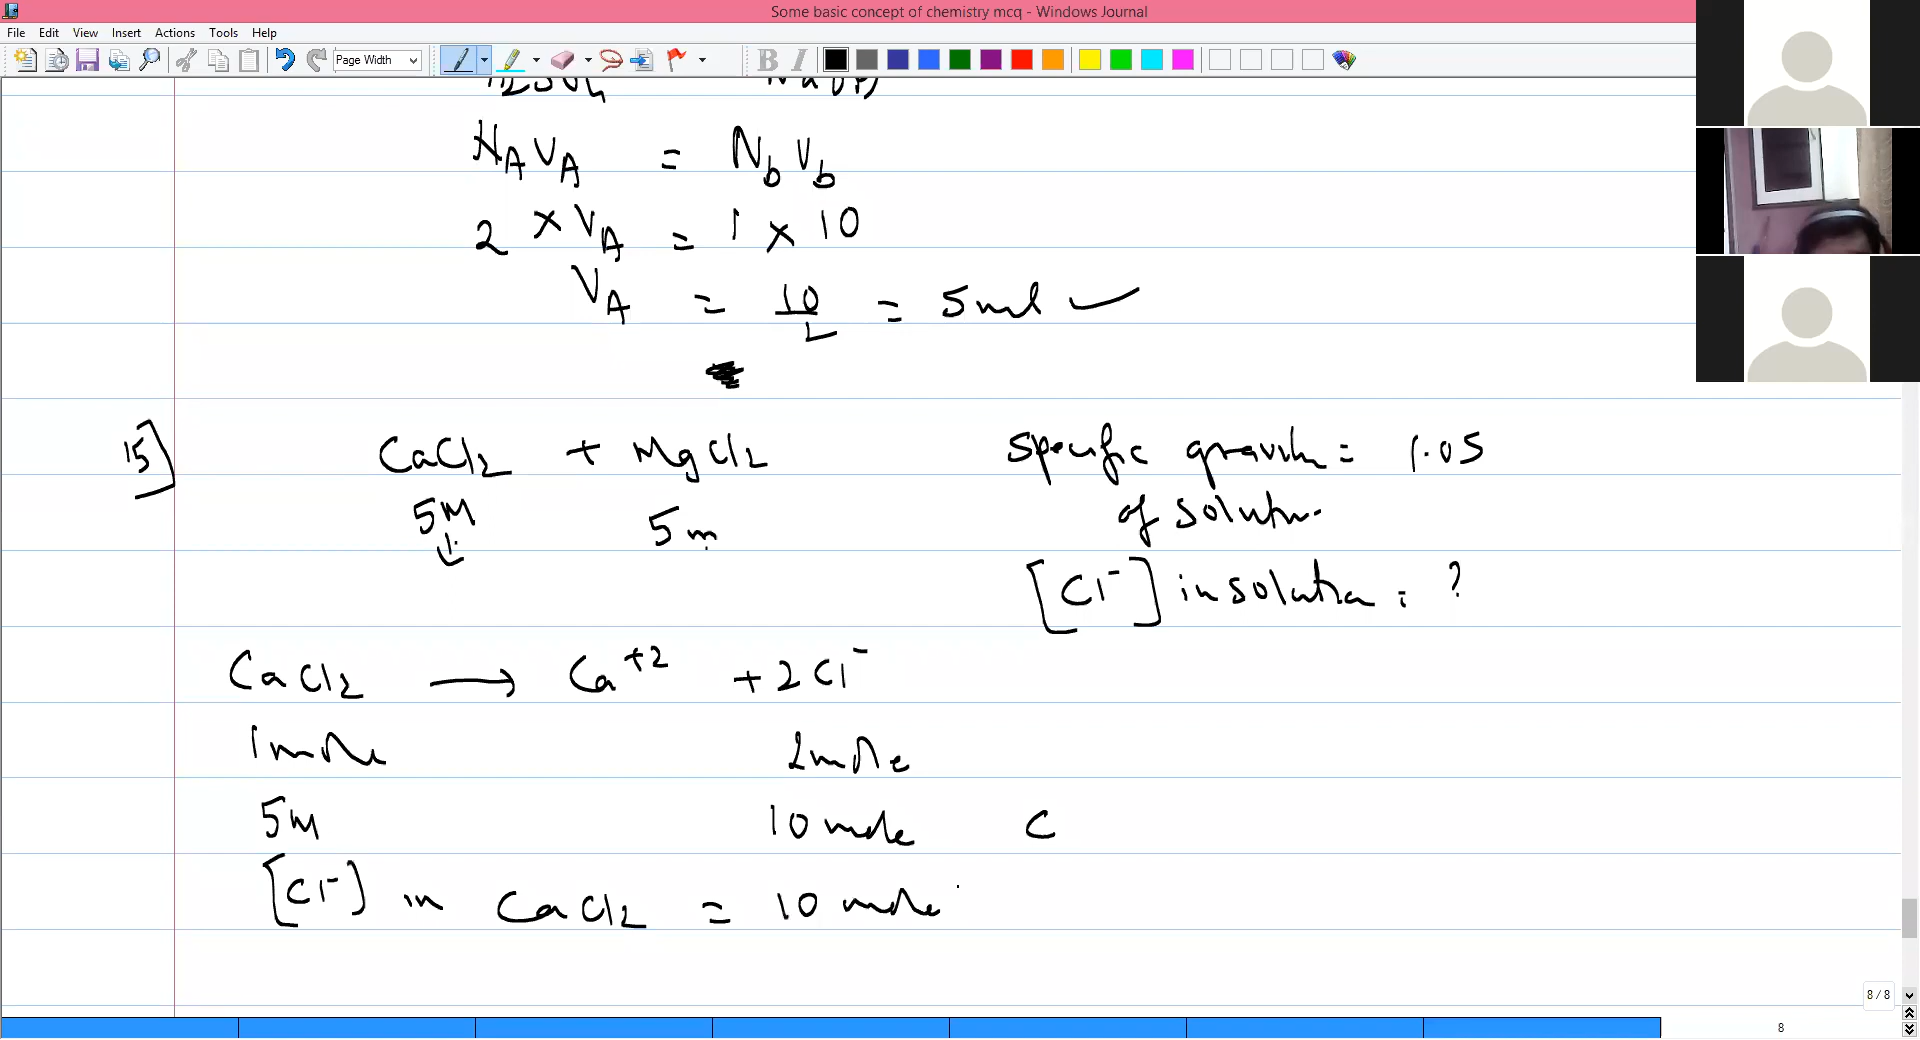 Some basic concept of chemistry mcq - Windows Journal
File Edit View Insert Actions Tools Help
Page Width
B I
H2SO4 NaOH
NAVA = NbVb
2 × VA = 1 × 10
VA = 10/2 = 5ml
15] CaCl2 + MgCl2 Specific gravity = 1.05
5M 5m of solution
[Cl-] in solution = ?
CaCl2 → Ca+2 + 2Cl-
1mole 2mole
5M 10 mole C
[Cl-] in CaCl2 = 10 mole
8 / 8
8